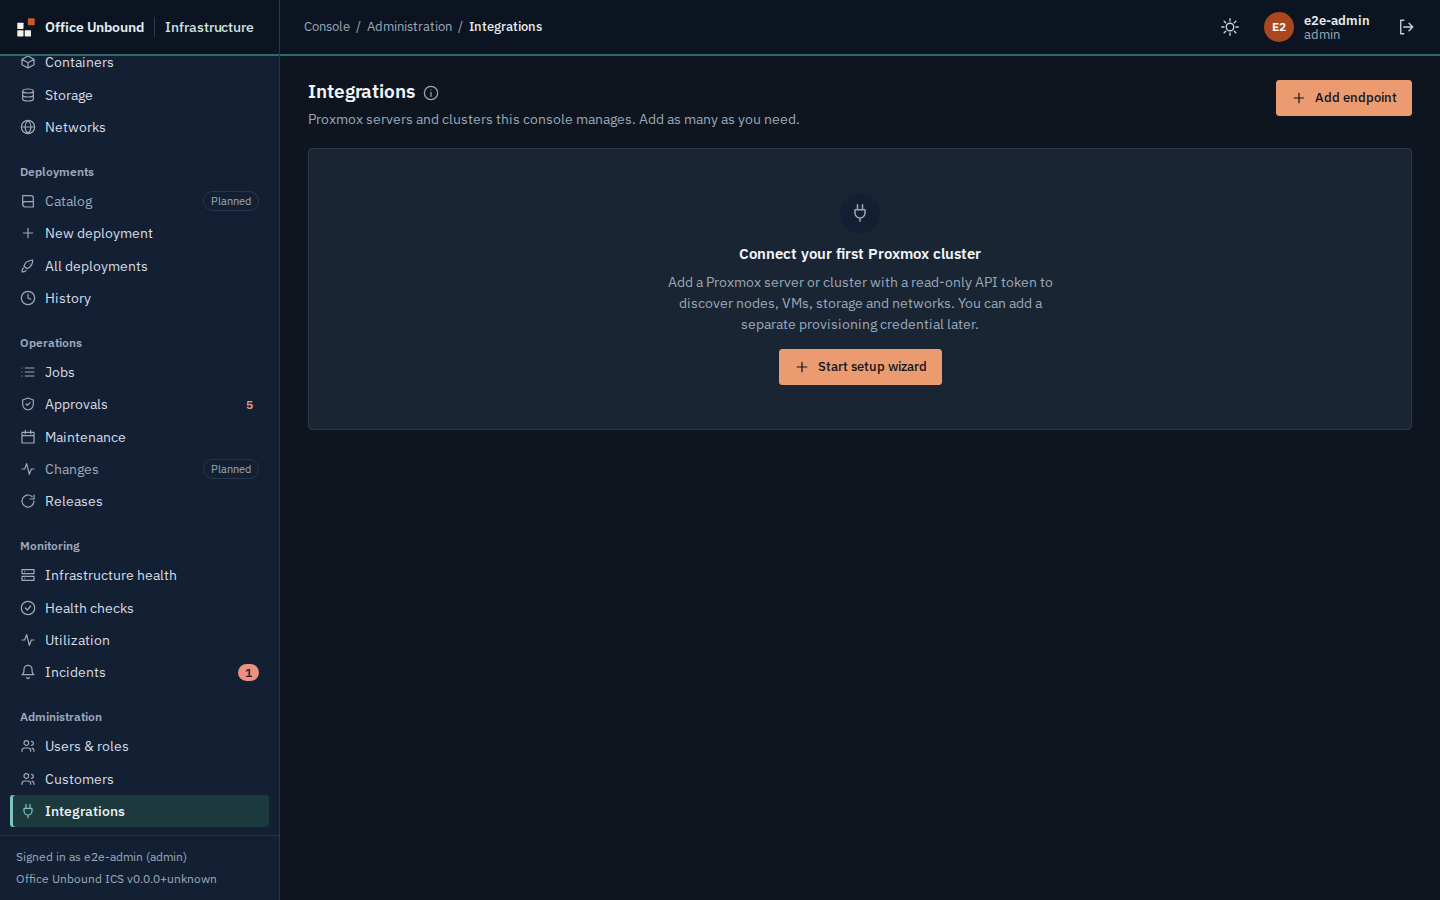 Office Unbound
Infrastructure
Console / Administration / Integrations
E2
e2e-admin
admin
Containers
Storage
Networks
Deployments
Catalog
Planned
New deployment
All deployments
History
Operations
Jobs
Approvals
5
Maintenance
Changes
Planned
Releases
Monitoring
Infrastructure health
Health checks
Utilization
Incidents
1
Administration
Users & roles
Customers
Integrations
Signed in as e2e-admin (admin)
Office Unbound ICS v0.0.0+unknown
Integrations
Proxmox servers and clusters this console manages. Add as many as you need.
Add endpoint
Connect your first Proxmox cluster
Add a Proxmox server or cluster with a read-only API token to
discover nodes, VMs, storage and networks. You can add a
separate provisioning credential later.
Start setup wizard